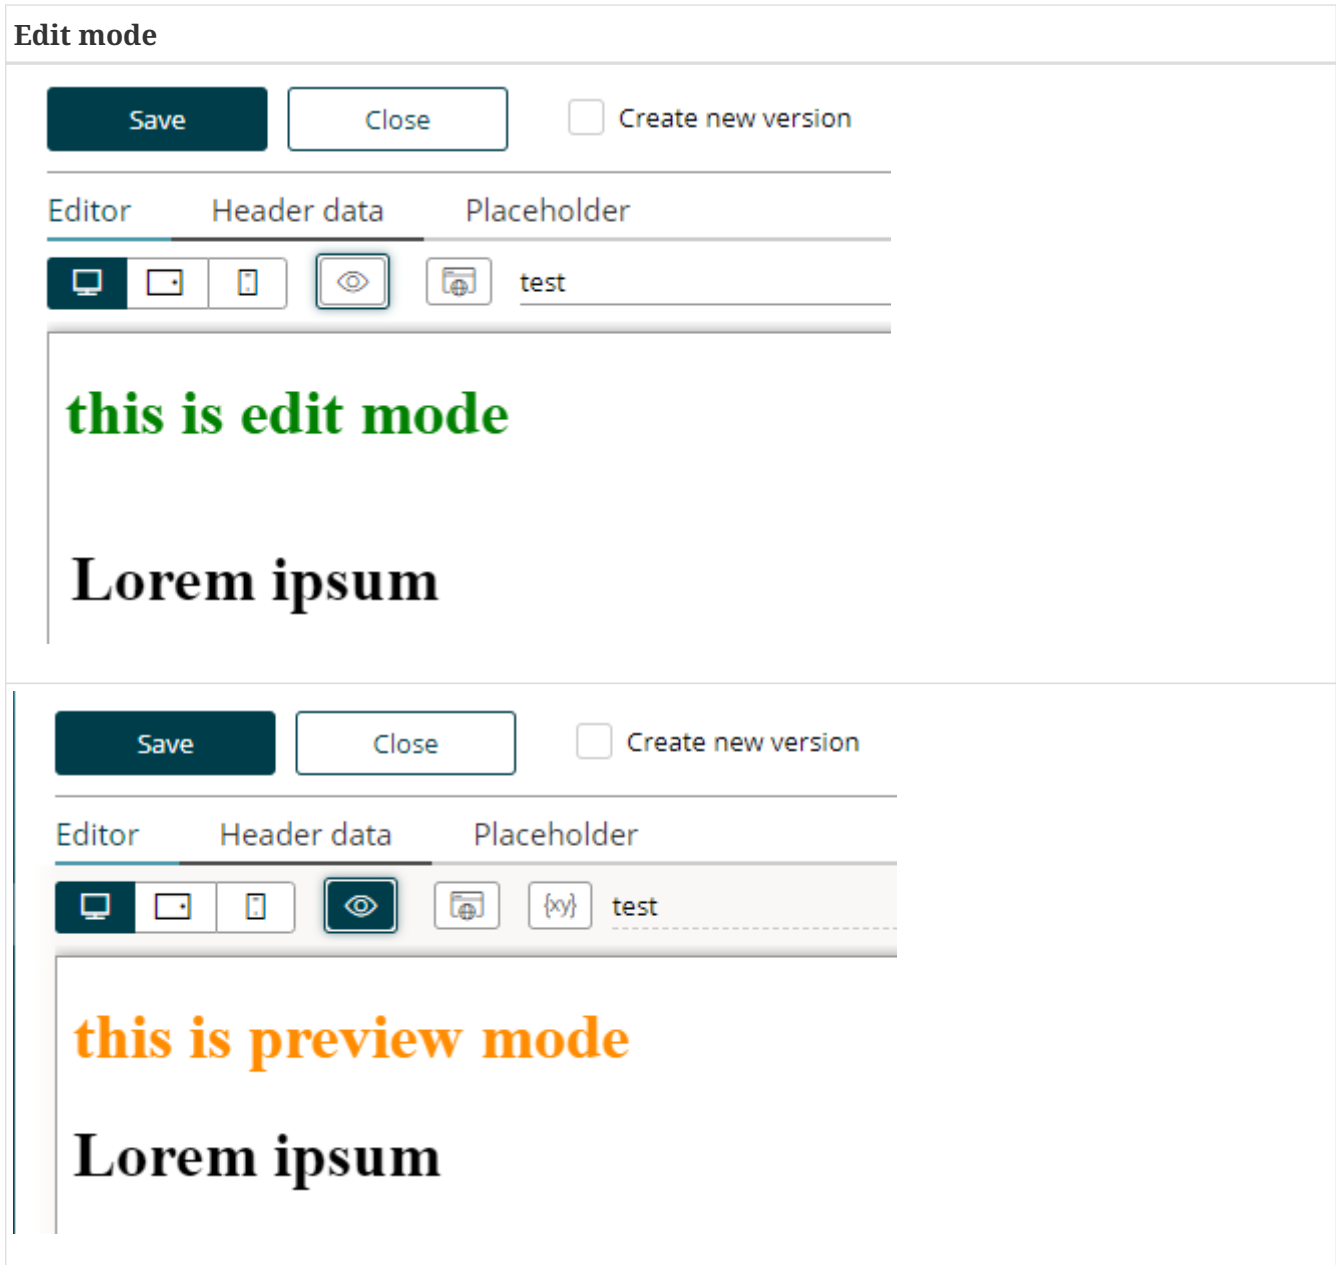 Edit mode
Save Close Create new version
Editor Header data Placeholder
test
this is edit mode
Lorem ipsum
Save Close Create new version
Editor Header data Placeholder
{xy} test
this is preview mode
Lorem ipsum